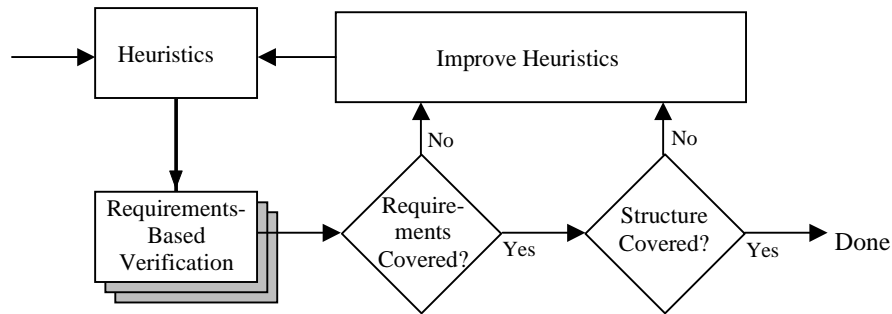 Heuristics
Improve Heuristics
No
No
Requirements-
Based
Verification
Require-
ments
Covered?
Yes
Structure
Covered?
Yes
Done